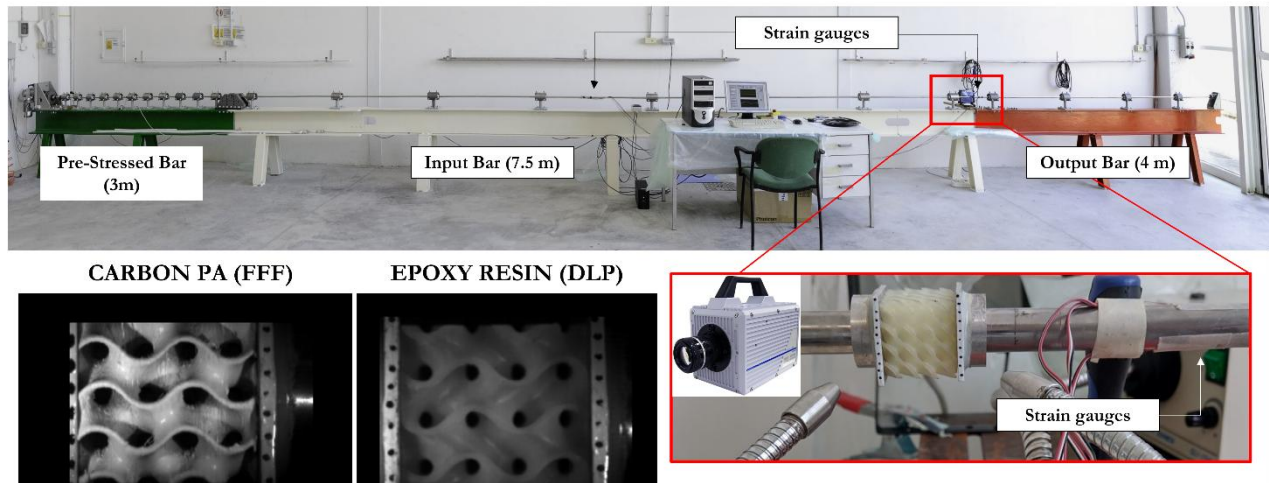 Strain gauges
Pre-Stressed Bar
(3m)
Input Bar (7.5 m)
Output Bar (4 m)
CARBON PA (FFF)
EPOXY RESIN (DLP)
Strain gauges